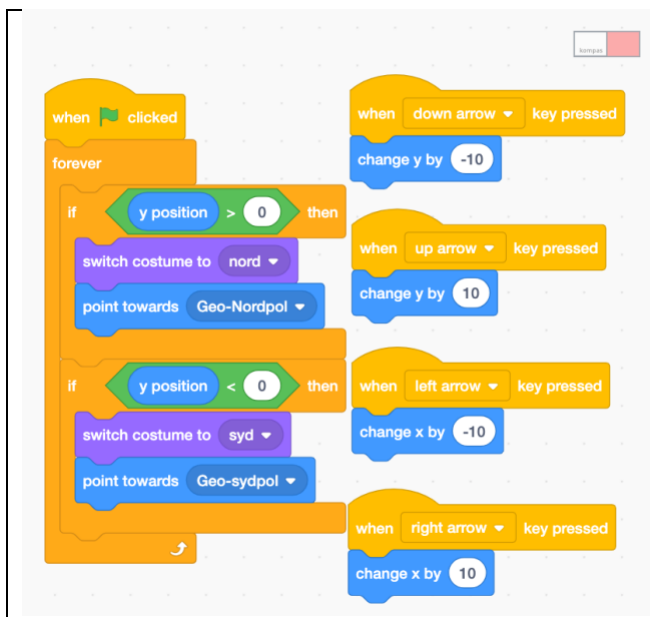 kompas
when clicked
forever
if y position > 0 then
switch costume to nord
point towards Geo-Nordpol
if y position < 0 then
switch costume to syd
point towards Geo-sydpol
when down arrow key pressed
change y by -10
when up arrow key pressed
change y by 10
when left arrow key pressed
change x by -10
when right arrow key pressed
change x by 10